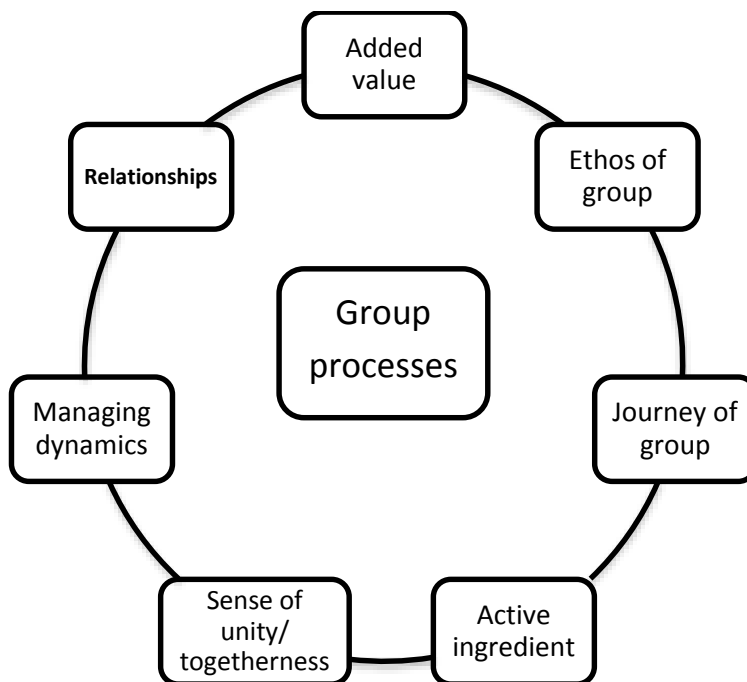 Added
value
Ethos of
group
Journey of
group
Active
ingredient
Sense of
unity/
togetherness
Managing
dynamics
Relationships
Group
processes